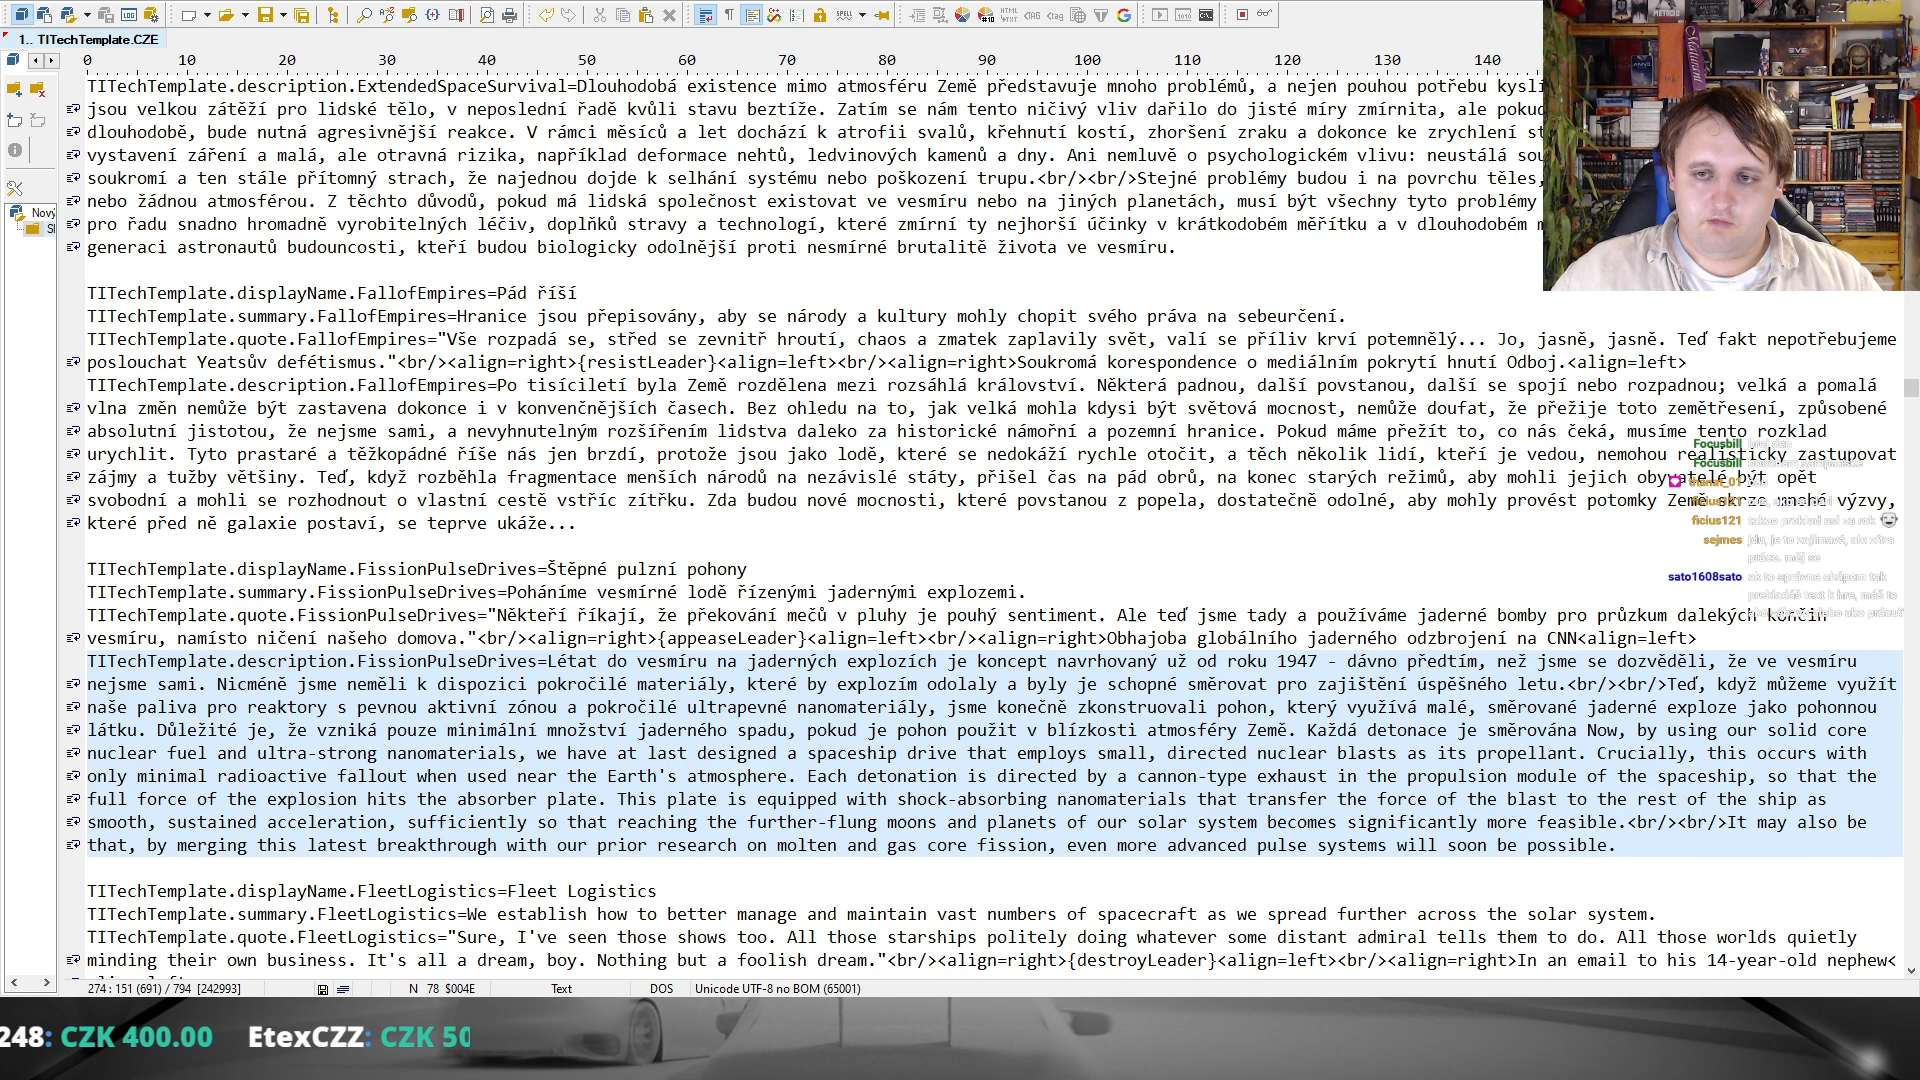 1.. TITechTemplate.CZE
0 10 20 30 40 50 60 70 80 90 100 110 120 130 140
TITechTemplate.description.ExtendedSpaceSurvival=Dlouhodobá existence mimo atmosféru Země představuje mnoho problémů, a nejen pouhou potřebu kyslí
jsou velkou zátěží pro lidské tělo, v neposlední řadě kvůli stavu beztíže. Zatím se nám tento ničivý vliv dařilo do jisté míry zmírnita, ale pokud
dlouhodobě, bude nutná agresivnější reakce. V rámci měsíců a let dochází k atrofii svalů, křehnutí kostí, zhoršení zraku a dokonce ke zrychlení st
vystavení záření a malá, ale otravná rizika, například deformace nehtů, ledvinových kamenů a dny. Ani nemluvě o psychologickém vlivu: neustálá sou
soukromí a ten stále přítomný strach, že najednou dojde k selhání systému nebo poškození trupu.<br/><br/>Stejné problémy budou i na povrchu těles,
nebo žádnou atmosférou. Z těchto důvodů, pokud má lidská společnost existovat ve vesmíru nebo na jiných planetách, musí být všechny tyto problémy
pro řadu snadno hromadně vyrobitelných léčiv, doplňků stravy a technologí, které zmírní ty nejhorší účinky v krátkodobém měřítku a v dlouhodobém m
generaci astronautů budoucnosti, kteří budou biologicky odolnější proti nesmírné brutalitě života ve vesmíru.
Nový
TITechTemplate.displayName.FallofEmpires=Pád říší
TITechTemplate.summary.FallofEmpires=Hranice jsou přepisovány, aby se národy a kultury mohly chopit svého práva na sebeurčení.
TITechTemplate.quote.FallofEmpires="Vše rozpadá se, střed se zevnitř hroutí, chaos a zmatek zaplavily svět, valí se příliv krví potemnělý... Jo, jasně, jasně. Teď fakt nepotřebujeme
poslouchat Yeatsův defétismus."<br/><align=right>{resistLeader}<align=left><br/><align=right>Soukromá korespondence o mediálním pokrytí hnutí Odboj.<align=left>
TITechTemplate.description.FallofEmpires=Po tisíciletí byla Země rozdělena mezi rozsáhlá království. Některá padnou, další povstanou, další se spojí nebo rozpadnou; velká a pomalá
vlna změn nemůže být zastavena dokonce i v konvenčnějších časech. Bez ohledu na to, jak velká mohla kdysi být světová mocnost, nemůže doufat, že přežije toto zemětřesení, způsobené
absolutní jistotou, že nejsme sami, a nevyhnutelným rozšířením lidstva daleko za historické námořní a pozemní hranice. Pokud máme přežít to, co nás čeká, musíme tento rozklad
urychlit. Tyto prastaré a těžkopádné říše nás jen brzdí, protože jsou jako lodě, které se nedokáží rychle otočit, a těch několik lidí, kteří je vedou, nemohou realisticky zastupovat
zájmy a tužby většiny. Teď, když rozběhla fragmentace menších národů na nezávislé státy, přišel čas na pád obrů, na konec starých režimů, aby mohli jejich obyvatelé být opět
svobodní a mohli se rozhodnout o vlastní cestě vstříc zítřku. Zda budou nové mocnosti, které povstanou z popela, dostatečně odolné, aby mohly provést potomky Země skrze mnohé výzvy,
které před ně galaxie postaví, se teprve ukáže...
Focusbill
Focusbill
ficius121
ficius121 takze preklad asi za rok
sejmes jdu, je to zajímavé, ale zítra
práce. měj se
sato1608sato ak to správne chápem tak
prekladáš text k hre, máš to
TITechTemplate.displayName.FissionPulseDrives=Štěpné pulzní pohony
TITechTemplate.summary.FissionPulseDrives=Poháníme vesmírné lodě řízenými jadernými explozemi.
TITechTemplate.quote.FissionPulseDrives="Někteří říkají, že překování mečů v pluhy je pouhý sentiment. Ale teď jsme tady a používáme jaderné bomby pro průzkum dalekých končin
vesmíru, namísto ničení našeho domova."<br/><align=right>{appeaseLeader}<align=left><br/><align=right>Obhajoba globálního jaderného odzbrojení na CNN<align=left>
TITechTemplate.description.FissionPulseDrives=Létat do vesmíru na jaderných explozích je koncept navrhovaný už od roku 1947 - dávno předtím, než jsme se dozvěděli, že ve vesmíru
nejsme sami. Nicméně jsme neměli k dispozici pokročilé materiály, které by explozím odolaly a byly je schopné směrovat pro zajištění úspěšného letu.<br/><br/>Teď, když můžeme využít
naše paliva pro reaktory s pevnou aktivní zónou a pokročilé ultrapevné nanomateriály, jsme konečně zkonstruovali pohon, který využívá malé, směrované jaderné exploze jako pohonnou
látku. Důležité je, že vzniká pouze minimální množství jaderného spadu, pokud je pohon použit v blízkosti atmosféry Země. Každá detonace je směrována Now, by using our solid core
nuclear fuel and ultra-strong nanomaterials, we have at last designed a spaceship drive that employs small, directed nuclear blasts as its propellant. Crucially, this occurs with
only minimal radioactive fallout when used near the Earth's atmosphere. Each detonation is directed by a cannon-type exhaust in the propulsion module of the spaceship, so that the
full force of the explosion hits the absorber plate. This plate is equipped with shock-absorbing nanomaterials that transfer the force of the blast to the rest of the ship as
smooth, sustained acceleration, sufficiently so that reaching the further-flung moons and planets of our solar system becomes significantly more feasible.<br/><br/>It may also be
that, by merging this latest breakthrough with our prior research on molten and gas core fission, even more advanced pulse systems will soon be possible.
TITechTemplate.displayName.FleetLogistics=Fleet Logistics
TITechTemplate.summary.FleetLogistics=We establish how to better manage and maintain vast numbers of spacecraft as we spread further across the solar system.
TITechTemplate.quote.FleetLogistics="Sure, I've seen those shows too. All those starships politely doing whatever some distant admiral tells them to do. All those worlds quietly
minding their own business. It's all a dream, boy. Nothing but a foolish dream."<br/><align=right>{destroyLeader}<align=left><br/><align=right>In an email to his 14-year-old nephew<
274 : 151 (691) / 794 [242993] N 78 $004E Text DOS Unicode UTF-8 no BOM (65001)
248: CZK 400.00 EtexCZZ: CZK 50